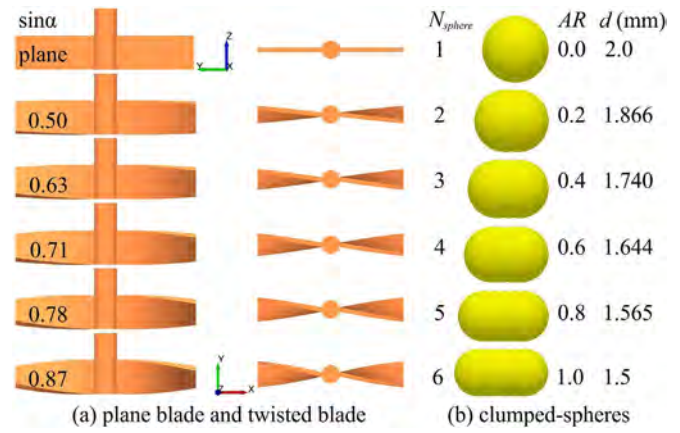 sinα N_sphere AR d (mm)
plane Z Y X 1 0.0 2.0
0.50 2 0.2 1.866
0.63 3 0.4 1.740
0.71 4 0.6 1.644
0.78 5 0.8 1.565
0.87 Y Z X 6 1.0 1.5
(a) plane blade and twisted blade (b) clumped-spheres